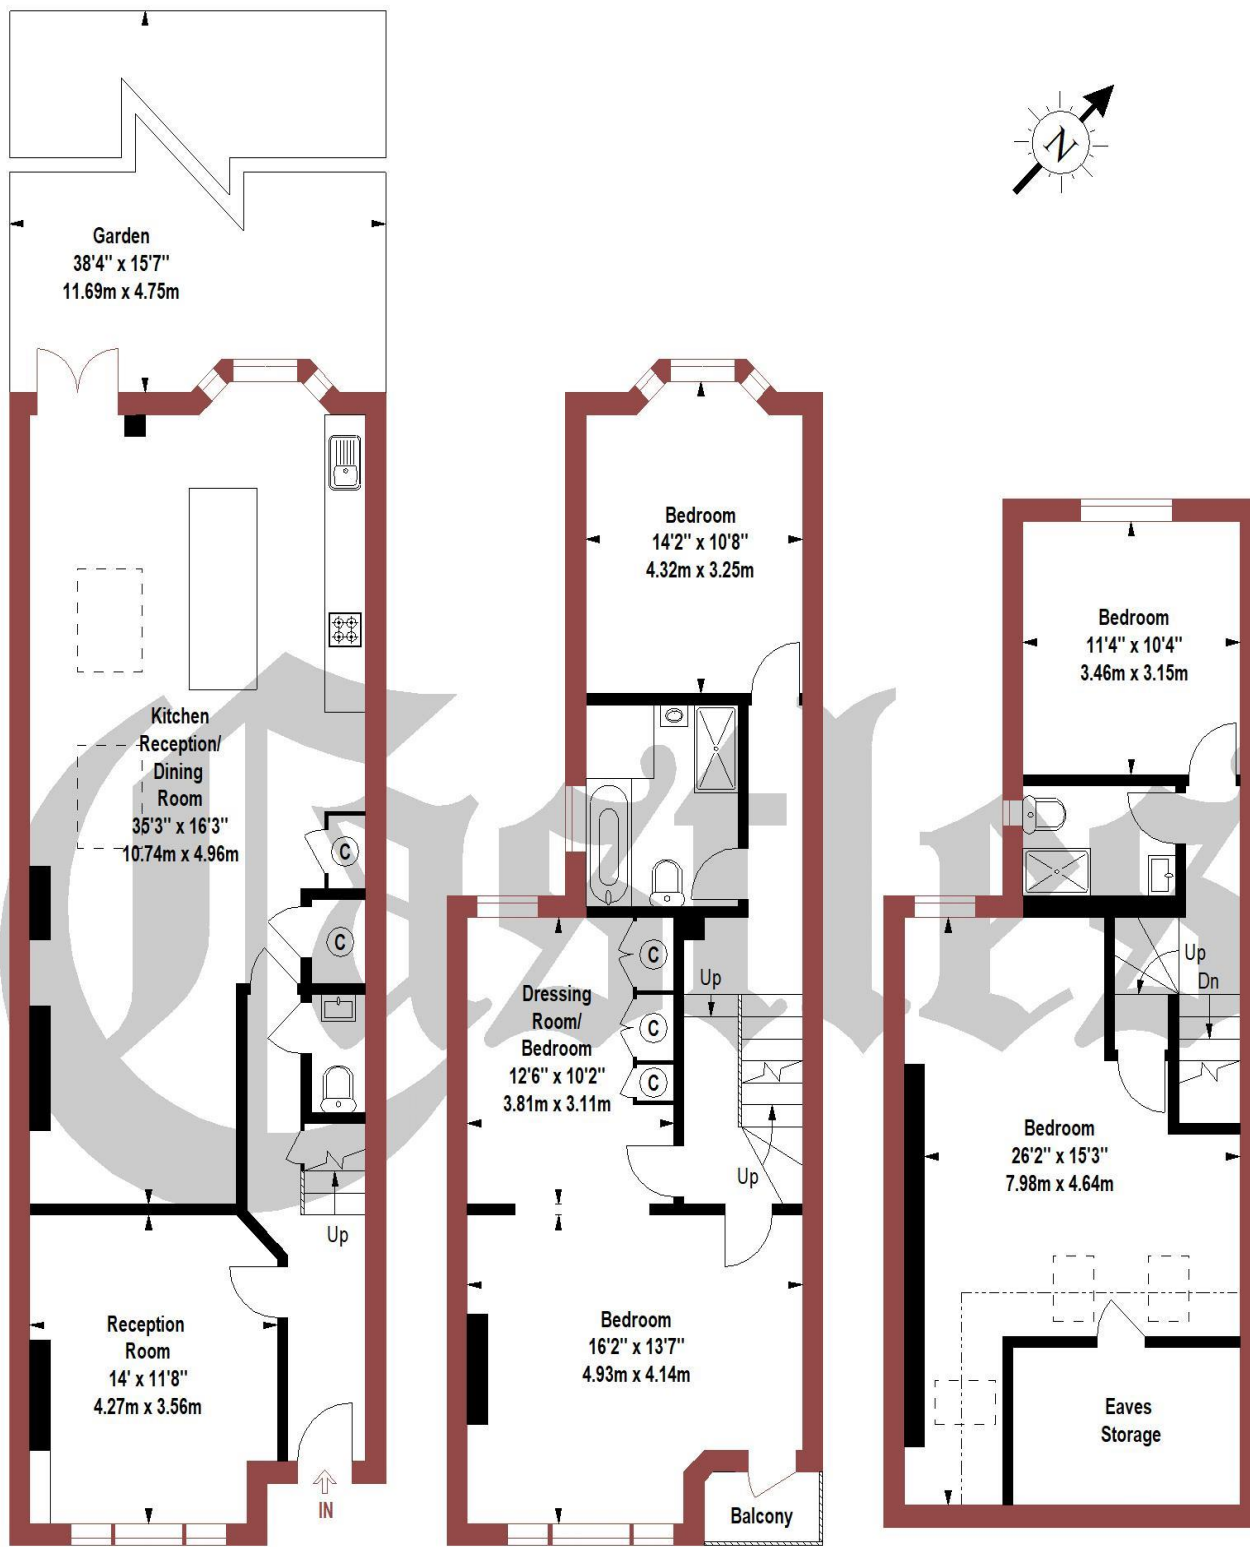 Garden
38'4" x 15'7"
11.69m x 4.75m
N
Kitchen
Reception/
Dining
Room
35'3" x 16'3"
10.74m x 4.96m
C
C
Up
Reception
Room
14' x 11'8"
4.27m x 3.56m
IN
Bedroom
14'2" x 10'8"
4.32m x 3.25m
Dressing
Room/
Bedroom
12'6" x 10'2"
3.81m x 3.11m
C
C
C
Up
Up
Bedroom
16'2" x 13'7"
4.93m x 4.14m
Balcony
Bedroom
11'4" x 10'4"
3.46m x 3.15m
Up
Dn
Bedroom
26'2" x 15'3"
7.98m x 4.64m
Eaves
Storage
Castles